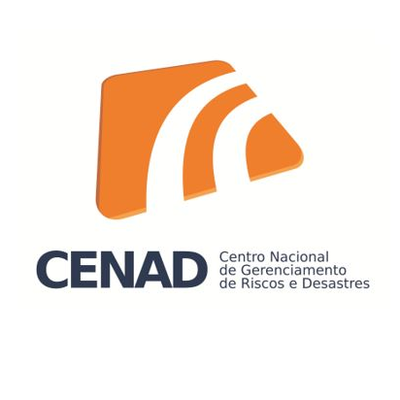 CENAD
Centro Nacional
de Gerenciamento
de Riscos e Desastres